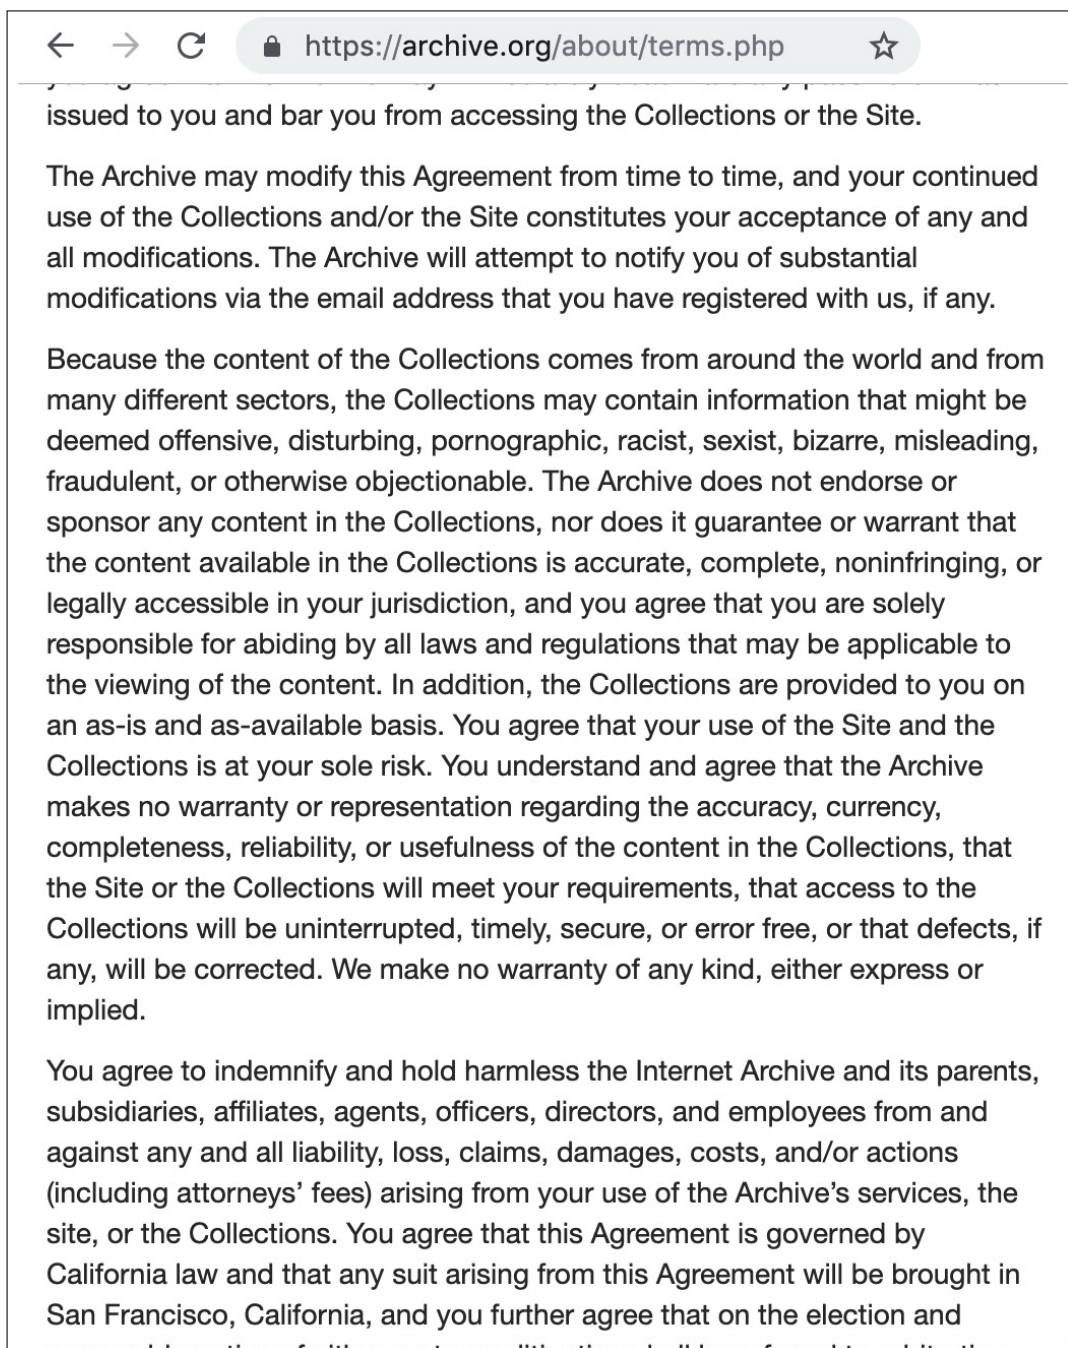 https://archive.org/about/terms.php
issued to you and bar you from accessing the Collections or the Site.
The Archive may modify this Agreement from time to time, and your continued
use of the Collections and/or the Site constitutes your acceptance of any and
all modifications. The Archive will attempt to notify you of substantial
modifications via the email address that you have registered with us, if any.
Because the content of the Collections comes from around the world and from
many different sectors, the Collections may contain information that might be
deemed offensive, disturbing, pornographic, racist, sexist, bizarre, misleading,
fraudulent, or otherwise objectionable. The Archive does not endorse or
sponsor any content in the Collections, nor does it guarantee or warrant that
the content available in the Collections is accurate, complete, noninfringing, or
legally accessible in your jurisdiction, and you agree that you are solely
responsible for abiding by all laws and regulations that may be applicable to
the viewing of the content. In addition, the Collections are provided to you on
an as-is and as-available basis. You agree that your use of the Site and the
Collections is at your sole risk. You understand and agree that the Archive
makes no warranty or representation regarding the accuracy, currency,
completeness, reliability, or usefulness of the content in the Collections, that
the Site or the Collections will meet your requirements, that access to the
Collections will be uninterrupted, timely, secure, or error free, or that defects, if
any, will be corrected. We make no warranty of any kind, either express or
implied.
You agree to indemnify and hold harmless the Internet Archive and its parents,
subsidiaries, affiliates, agents, officers, directors, and employees from and
against any and all liability, loss, claims, damages, costs, and/or actions
(including attorneys’ fees) arising from your use of the Archive’s services, the
site, or the Collections. You agree that this Agreement is governed by
California law and that any suit arising from this Agreement will be brought in
San Francisco, California, and you further agree that on the election and